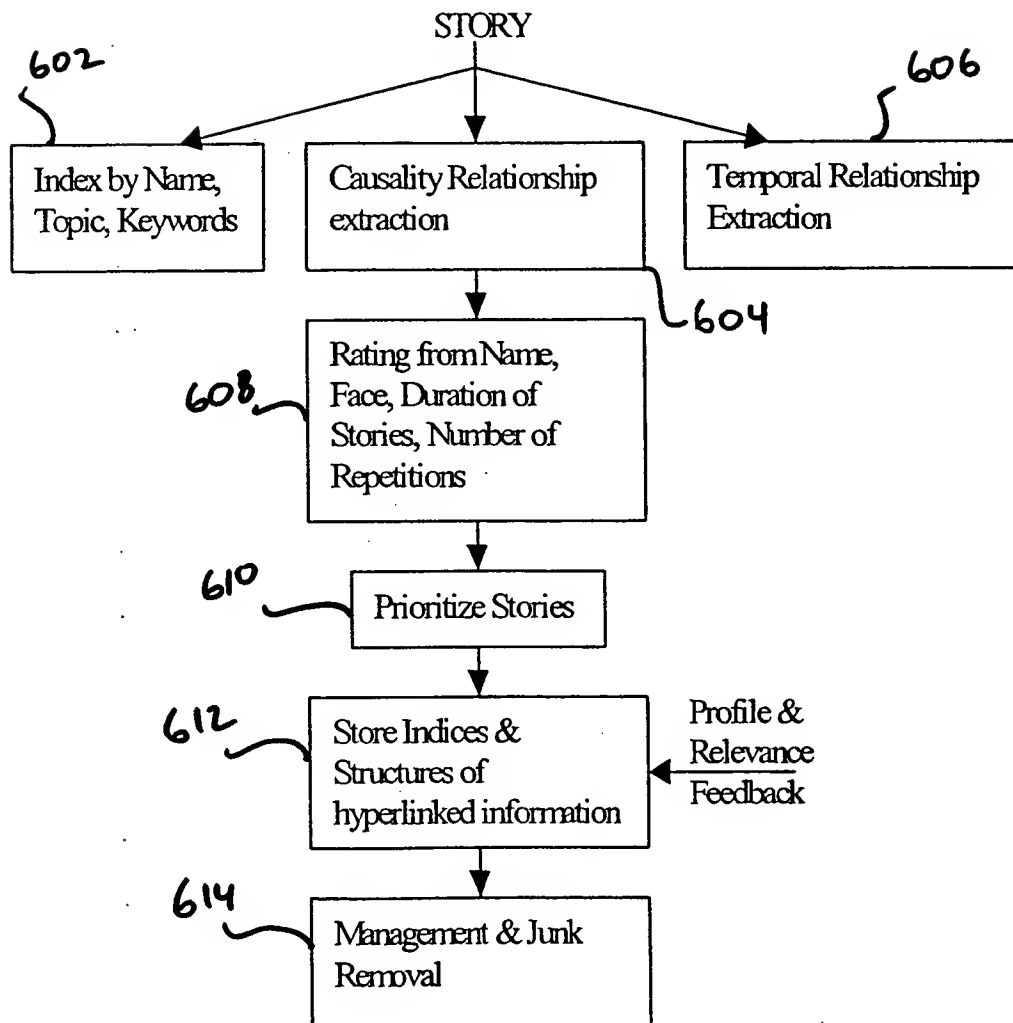 STORY
602
606
Index by Name,
Topic, Keywords
Causality Relationship
extraction
Temporal Relationship
Extraction
604
Rating from Name,
Face, Duration of
Stories, Number of
Repetitions
608
610
Prioritize Stories
612
Store Indices &
Structures of
hyperlinked information
Profile &
Relevance
Feedback
614
Management & Junk
Removal